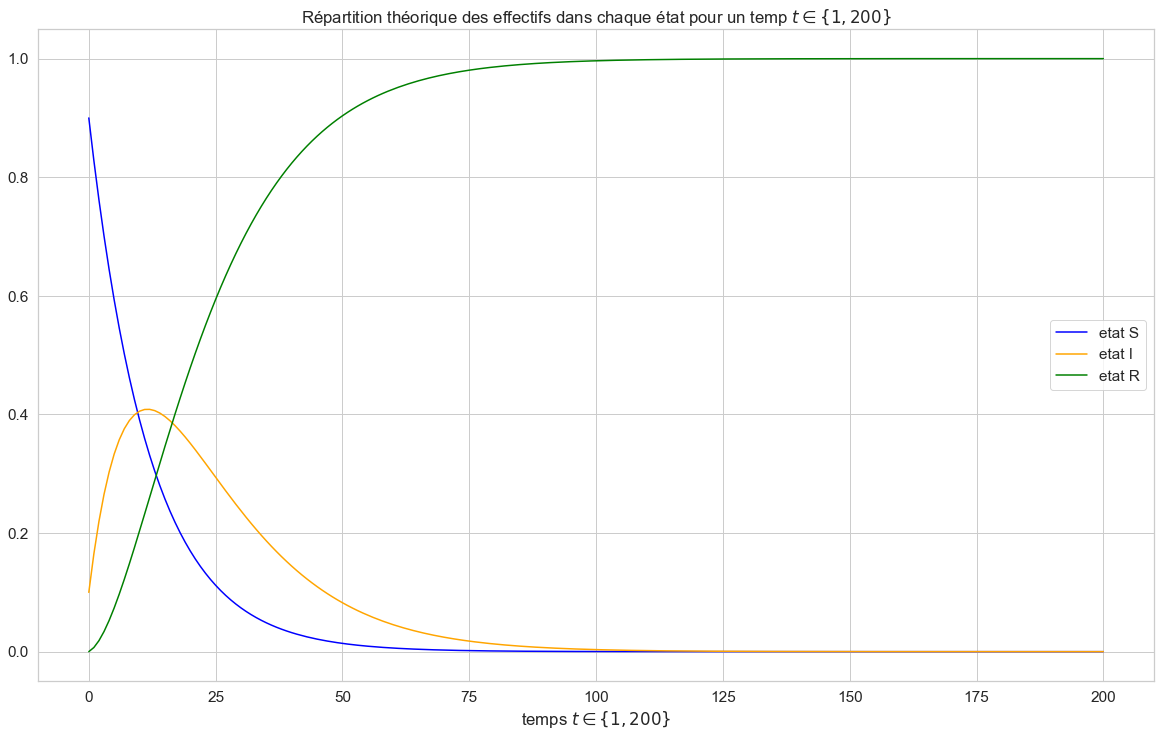 Répartition théorique des effectifs dans chaque état pour un temp t ∈ {1, 200}
1.0
0.8
0.6
0.4
0.2
0.0
etat S
etat I
etat R
0 25 50 75 100 125 150 175 200
temps t ∈ {1, 200}